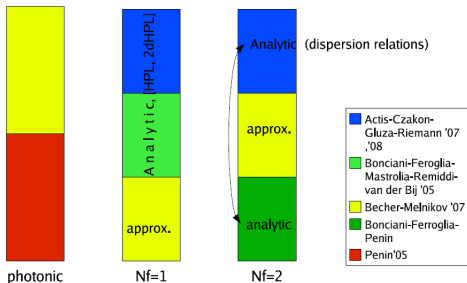 Analytic, [HPL, 2dHPL]
approx.
Analytic (dispersion relations)
approx.
analytic
photonic
Nf=1
Nf=2
Actis-Czakon-
Gluza-Riemann '07
,'08
Bonciani-Feroglia-
Mastrolia-Remiddi-
van der Bij '05
Becher-Melnikov '07
Bonciani-Ferroglia-
Penin
Penin'05